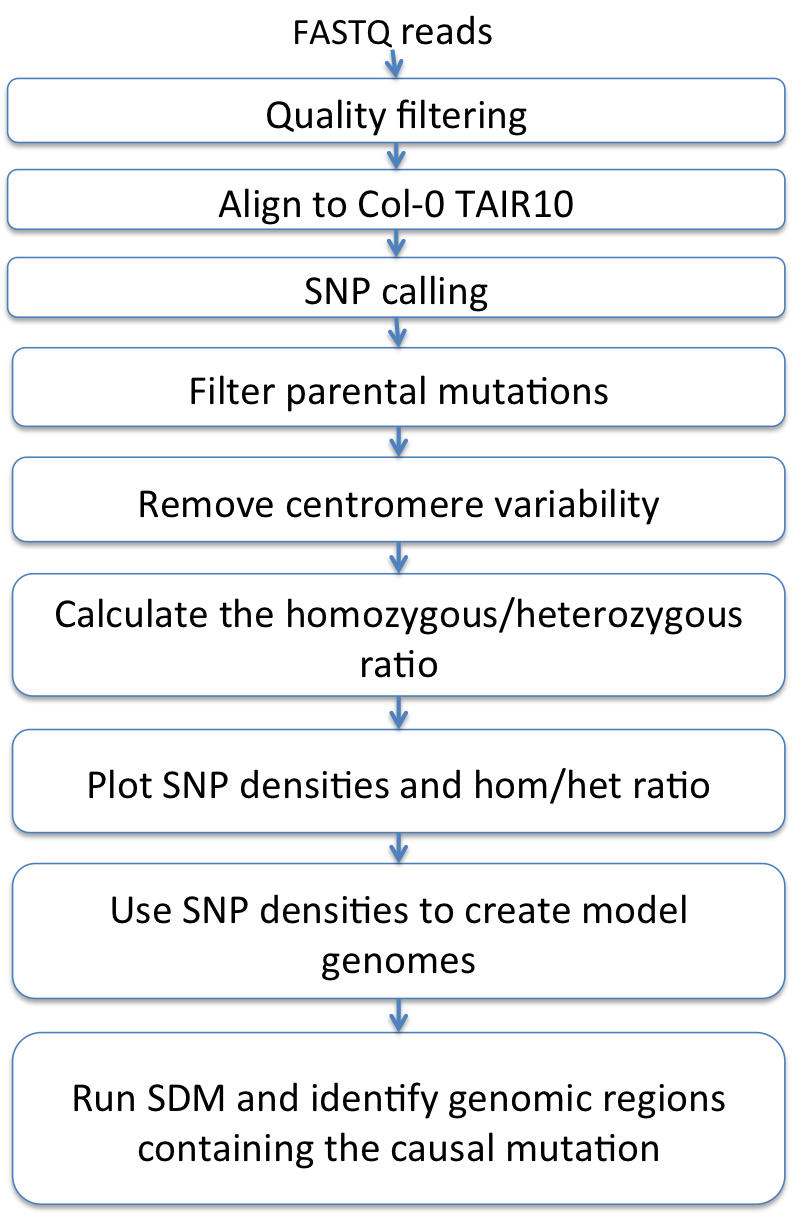 FASTQ reads
Quality filtering
Align to Col-0 TAIR10
SNP calling
Filter parental mutations
Remove centromere variability
Calculate the homozygous/heterozygous
ratio
Plot SNP densities and hom/het ratio
Use SNP densities to create model
genomes
Run SDM and identify genomic regions
containing the causal mutation